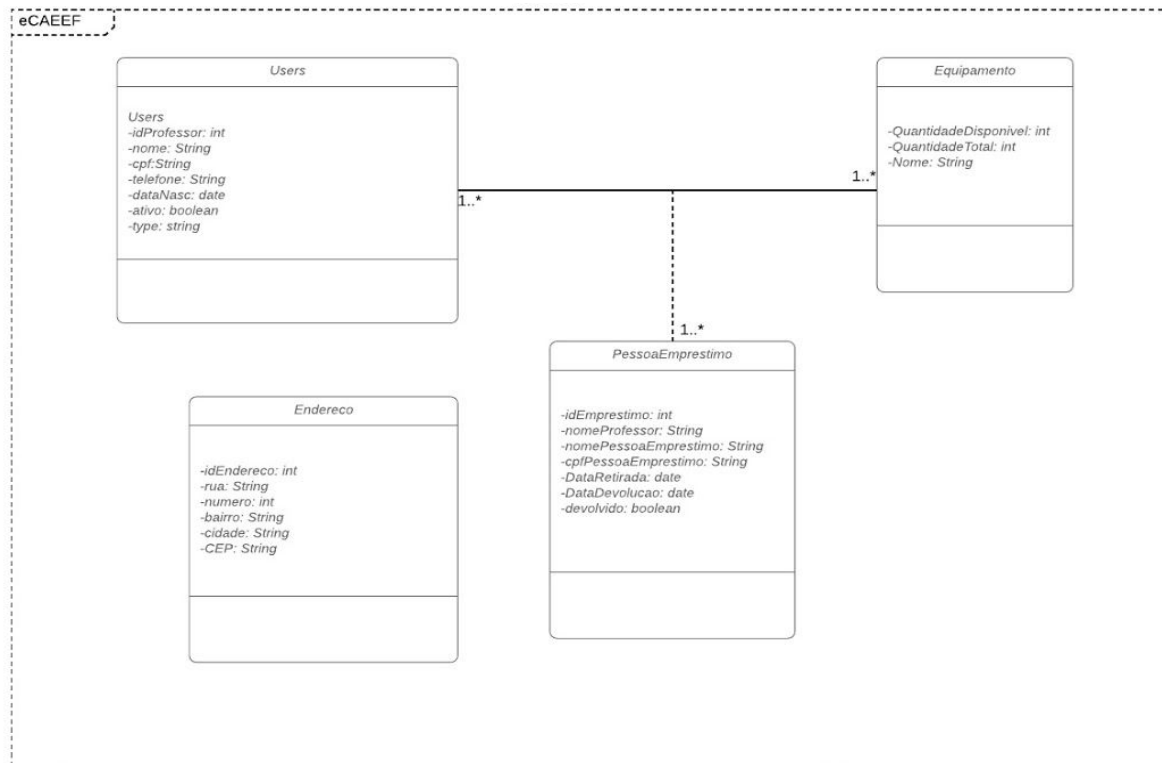 eCAEEF
Users
Users
-idProfessor: int
-nome: String
-cpf:String
-telefone: String
-dataNasc: date
-ativo: boolean
-type: string
1..*
1..*
Equipamento
-QuantidadeDisponivel: int
-QuantidadeTotal: int
-Nome: String
1..*
PessoaEmprestimo
-idEmprestimo: int
-nomeProfessor: String
-nomePessoaEmprestimo: String
-cpfPessoaEmprestimo: String
-DataRetirada: date
-DataDevolucao: date
-devolvido: boolean
Endereco
-idEndereco: int
-rua: String
-numero: int
-bairro: String
-cidade: String
-CEP: String